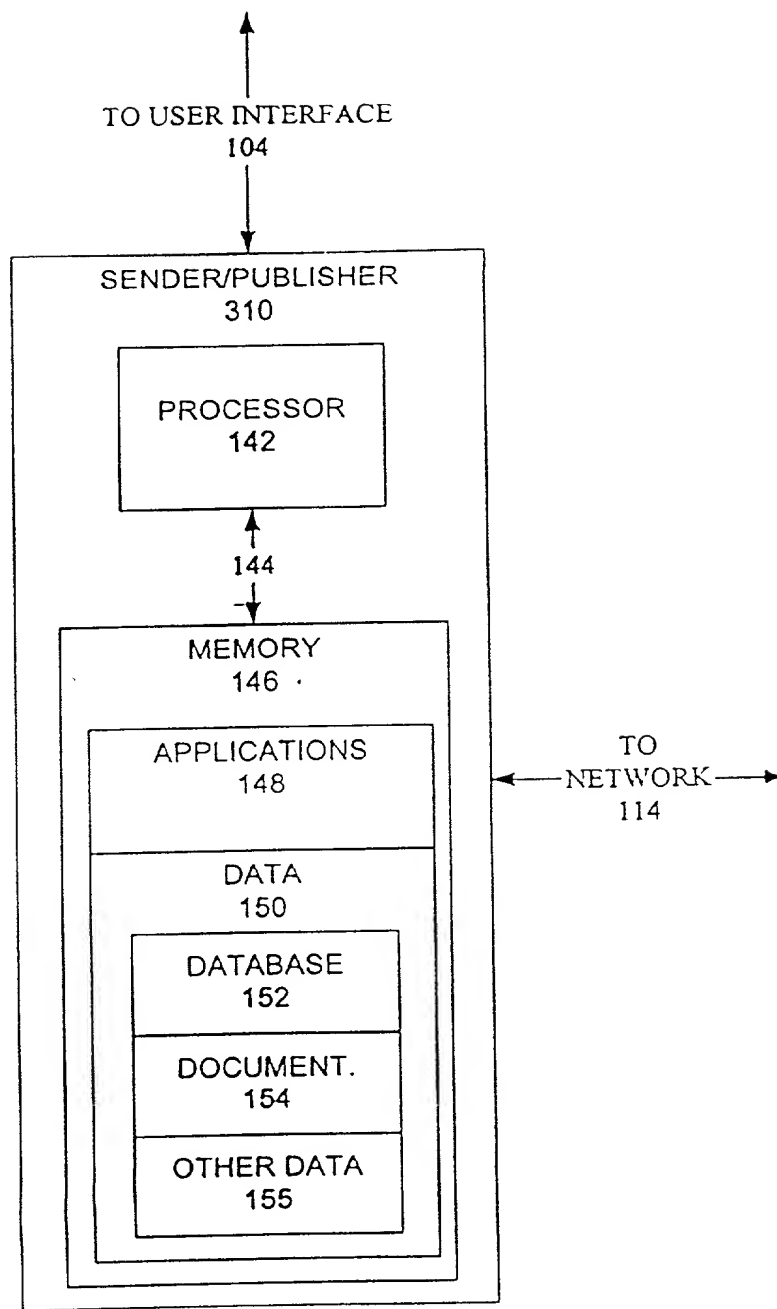 TO USER INTERFACE
104
SENDER/PUBLISHER
310
PROCESSOR
142
144
MEMORY
146
APPLICATIONS
148
TO
NETWORK
114
DATA
150
DATABASE
152
DOCUMENT.
154
OTHER DATA
155